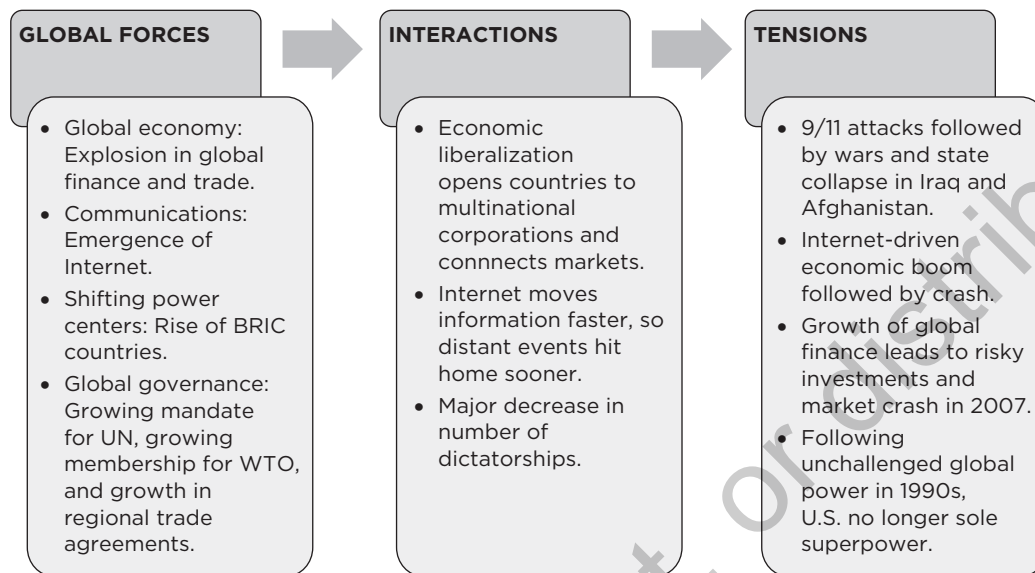 GLOBAL FORCES
• Global economy:
Explosion in global
finance and trade.
• Communications:
Emergence of
Internet.
• Shifting power
centers: Rise of BRIC
countries.
• Global governance:
Growing mandate
for UN, growing
membership for WTO,
and growth in
regional trade
agreements.
INTERACTIONS
• Economic
liberalization
opens countries to
multinational
corporations and
connnects markets.
• Internet moves
information faster, so
distant events hit
home sooner.
• Major decrease in
number of
dictatorships.
TENSIONS
• 9/11 attacks followed
by wars and state
collapse in Iraq and
Afghanistan.
• Internet-driven
economic boom
followed by crash.
• Growth of global
finance leads to risky
investments and
market crash in 2007.
• Following
unchallenged global
power in 1990s,
U.S. no longer sole
superpower.
or distrib